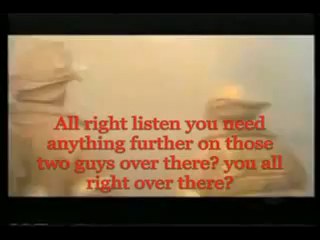 All right listen you need
anything further on those
two guys over there? you all
right over there?